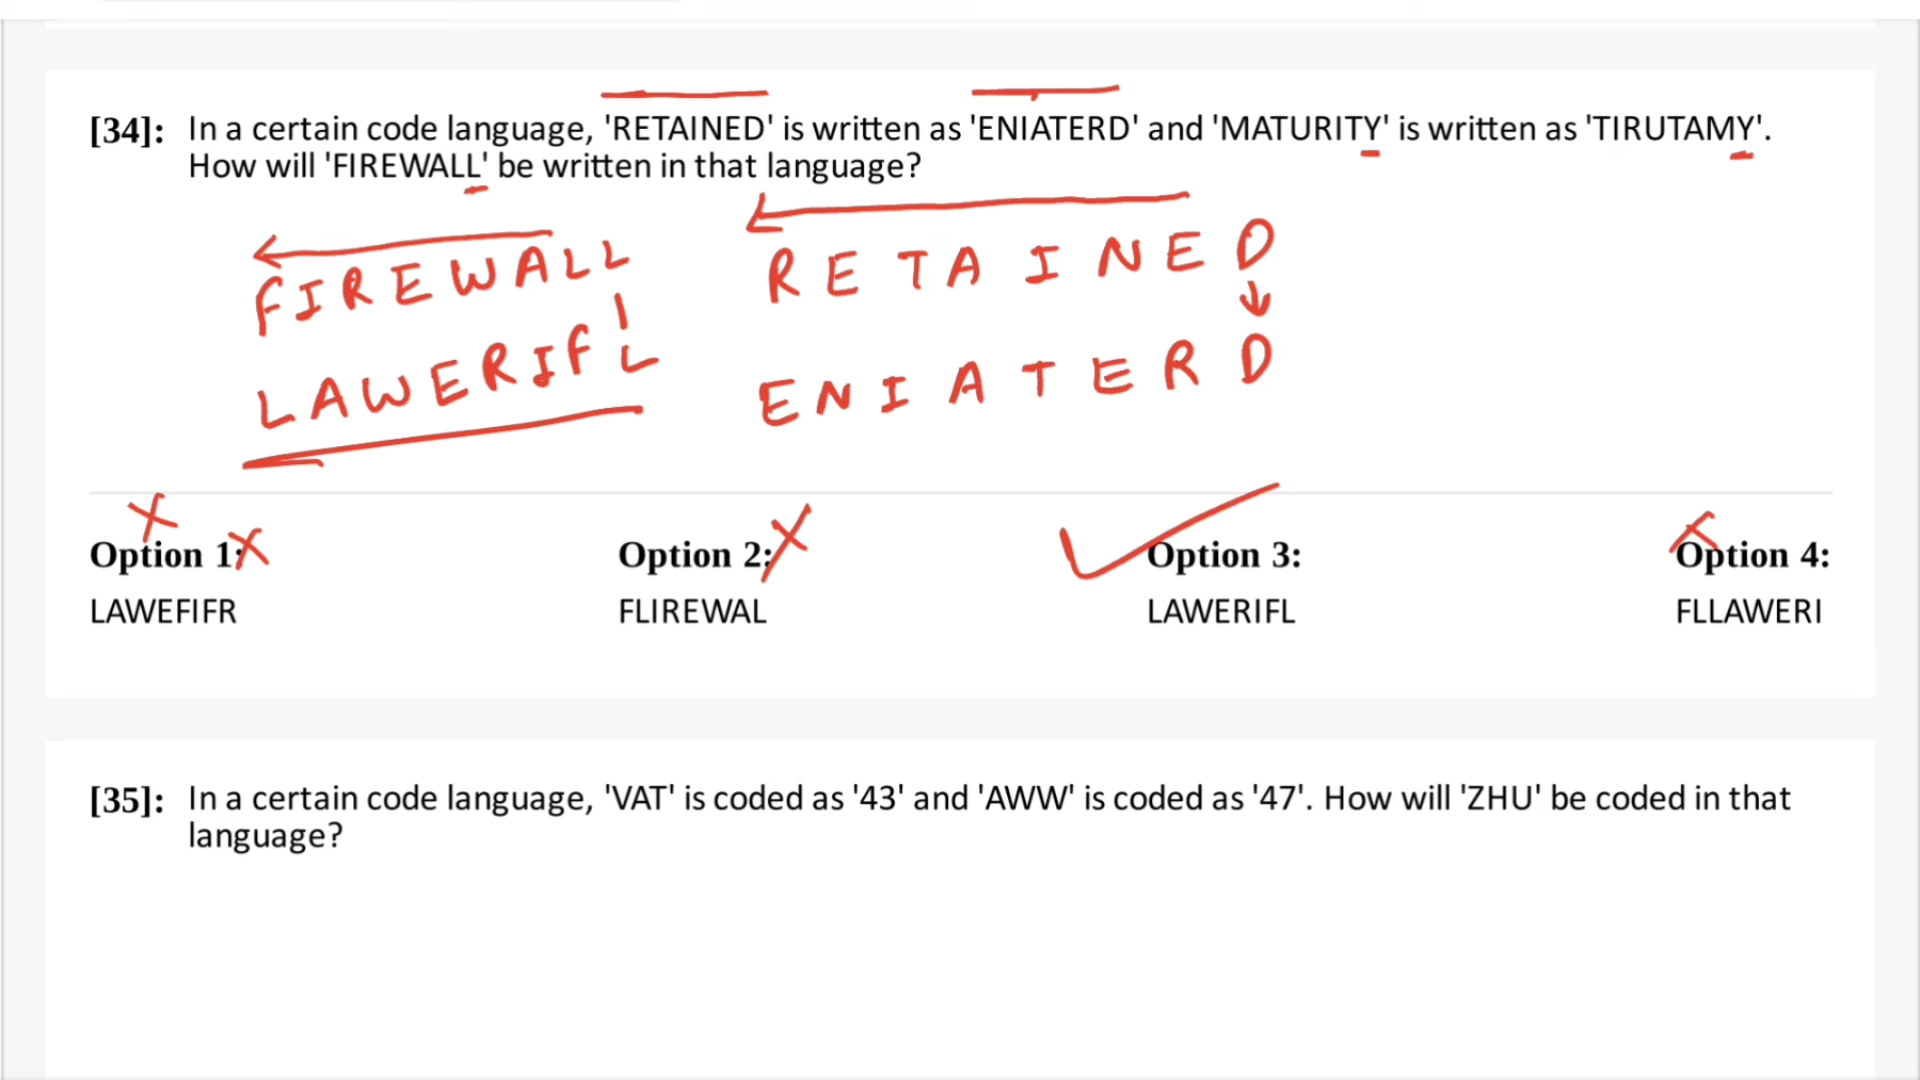 [34]: In a certain code language, 'RETAINED' is written as 'ENIATERD' and 'MATURITY' is written as 'TIRUTAMY'.
How will 'FIREWALL' be written in that language?
FIREWALL
RETAINED
LAWERIFL
ENIATERD
Option 1:
Option 2:
Option 3:
Option 4:
LAWEFIFR
FLIREWAL
LAWERIFL
FLLAWERI
[35]: In a certain code language, 'VAT' is coded as '43' and 'AWW' is coded as '47'. How will 'ZHU' be coded in that
language?